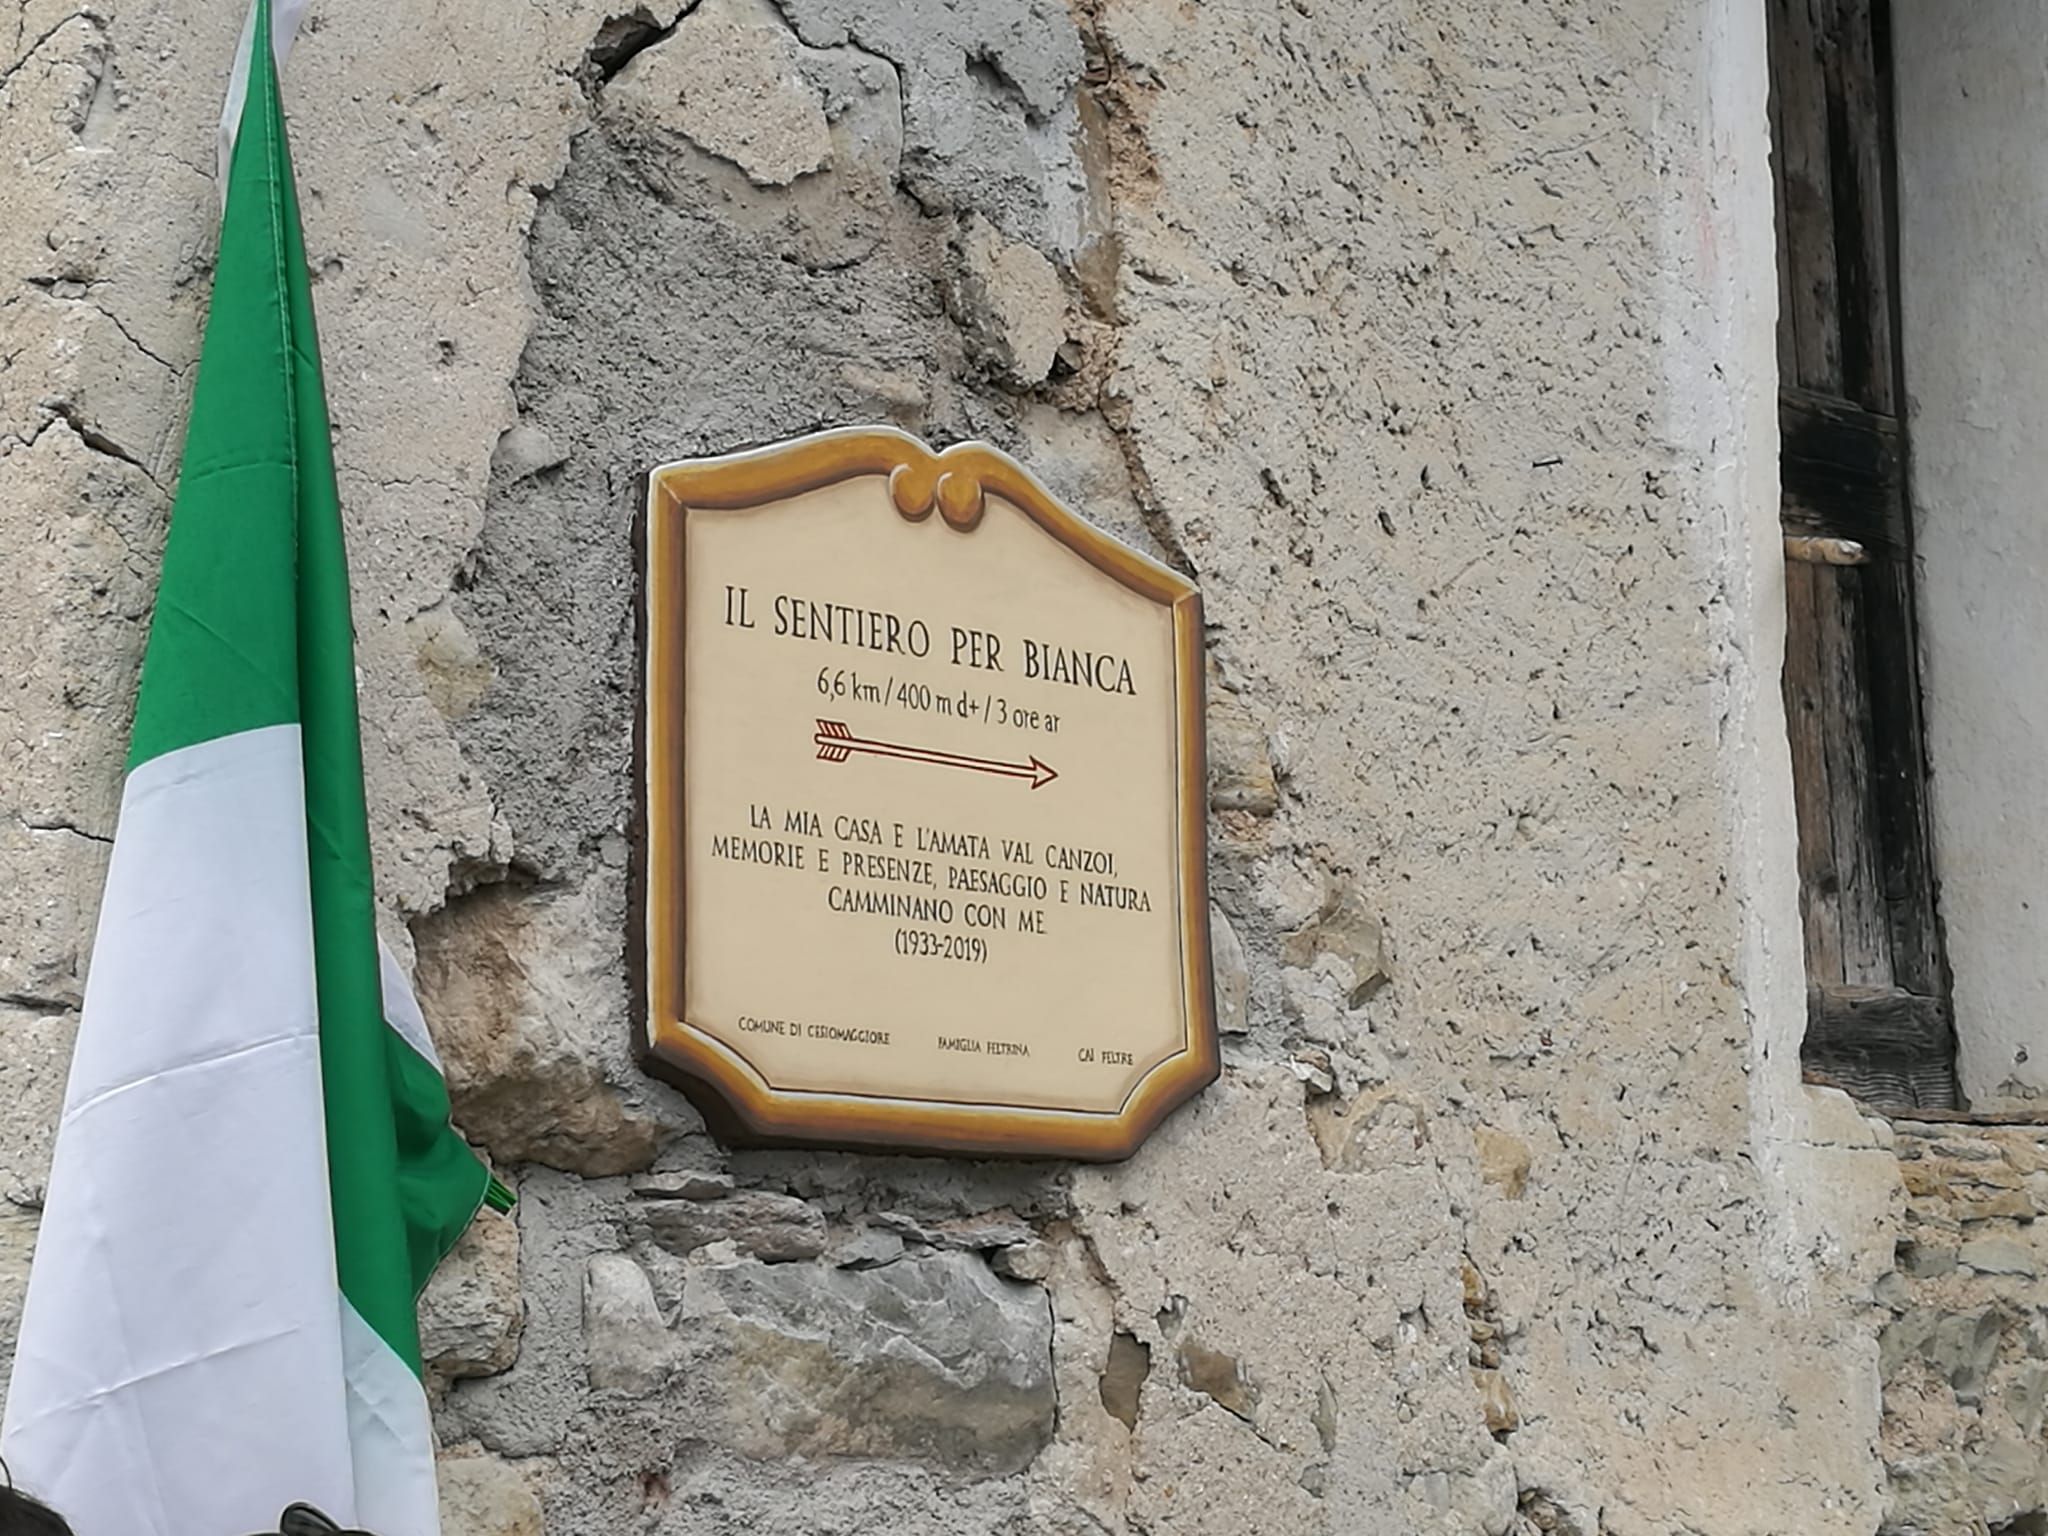 IL SENTIERO PER BIANCA
6,6 km / 400 m d+ / 3 ore ar
LA MIA CASA E L'AMATA VAL CANZOI,
MEMORIE E PRESENZE, PAESAGGIO E NATURA
CAMMINANO CON ME.
(1933-2019)
COMUNE DI CESIOMAGGIORE FAMIGLIA FELTRINA CAI FELTRE